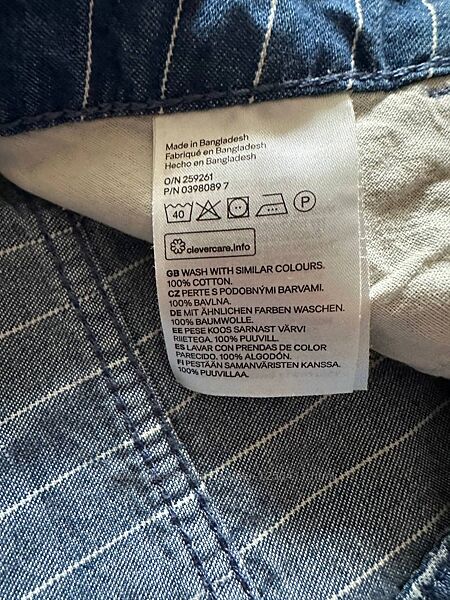 Made in Bangladesh
Fabriqué en Bangladesh
Hecho en Bangladesh
O/N 259261
P/N 0398089 7
40
P
clevercare.info
GB WASH WITH SIMILAR COLOURS.
100% COTTON.
CZ PERTE S PODOBNÝMI BARVAMI.
100% BAVLNA.
DE MIT ÄHNLICHEN FARBEN WASCHEN.
100% BAUMWOLLE.
EE PESE KOOS SARNAST VÄRVI
RIIETEGA. 100% PUUVILL.
ES LAVAR CON PRENDAS DE COLOR
PARECIDO. 100% ALGODÓN.
FI PESTÄÄN SAMANVÄRISTEN KANSSA.
100% PUUVILLAA.